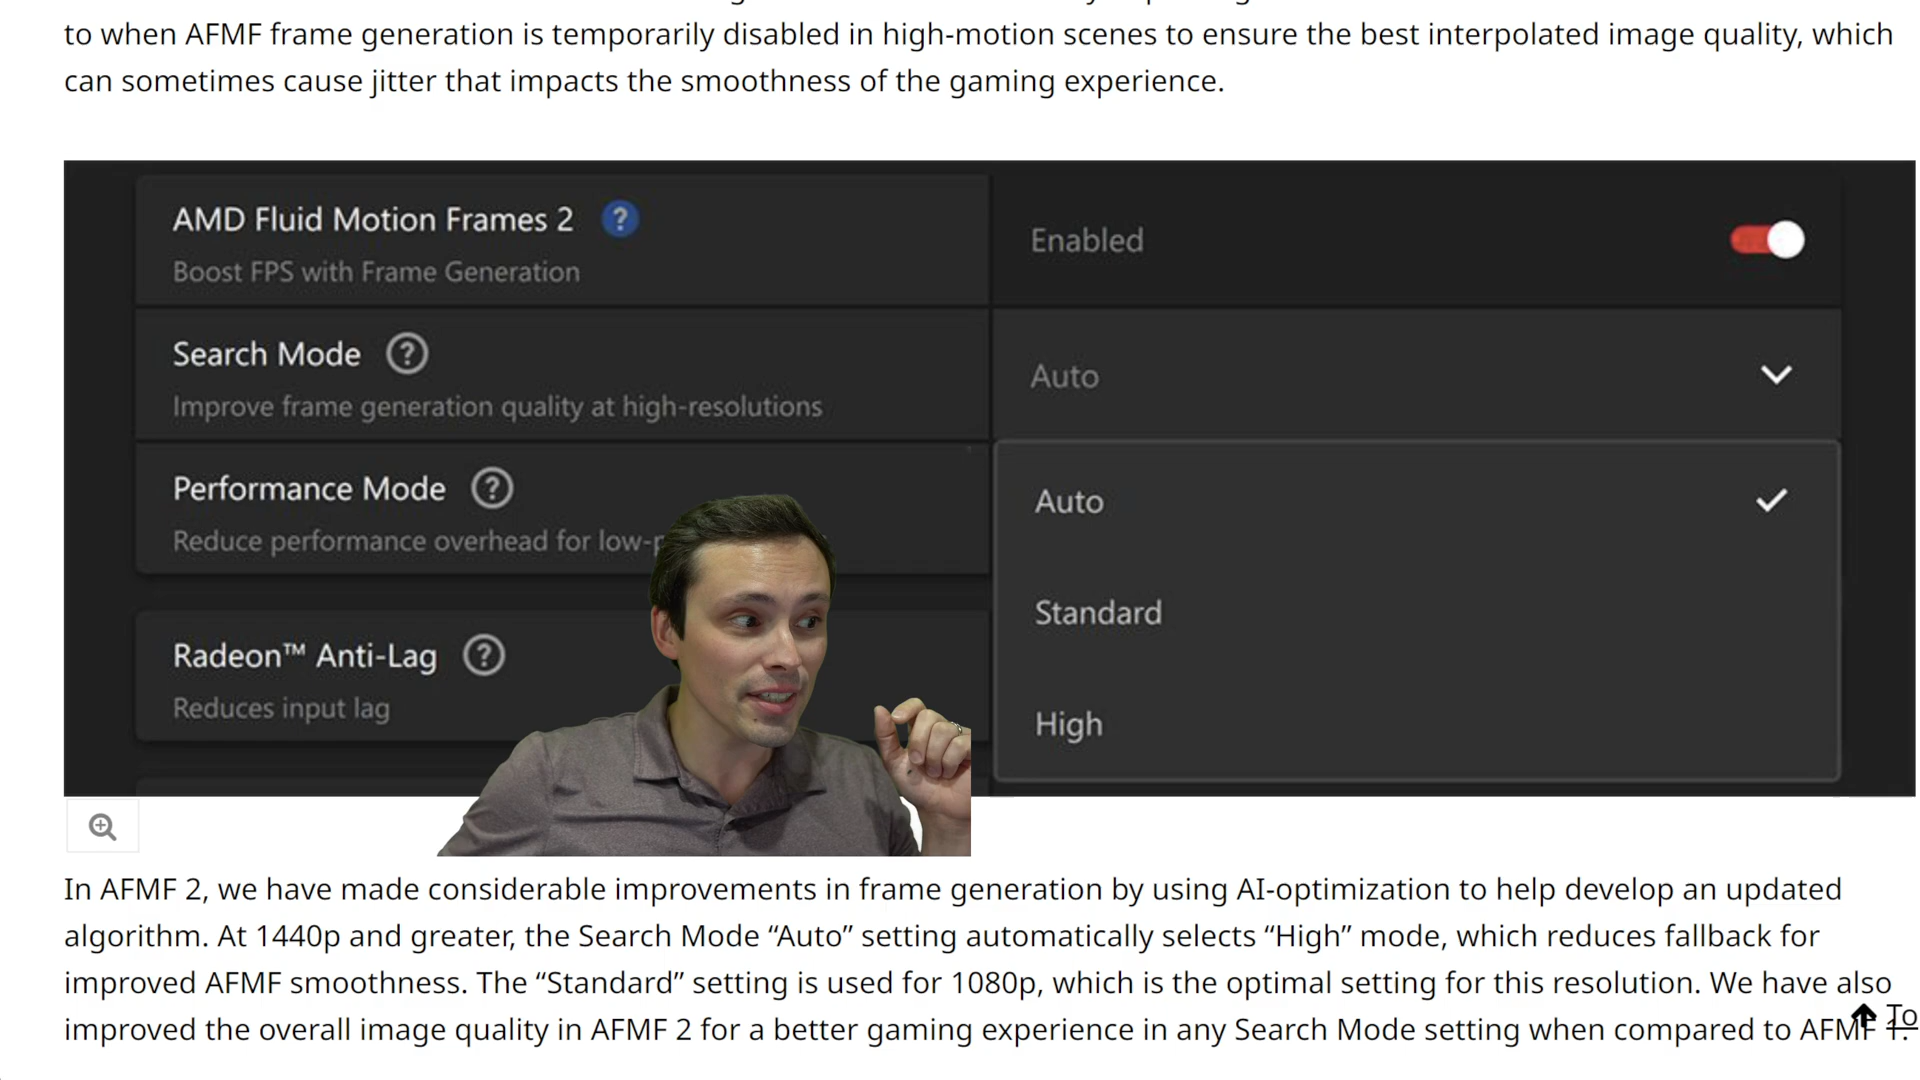 to when AFMF frame generation is temporarily disabled in high-motion scenes to ensure the best interpolated image quality, which
can sometimes cause jitter that impacts the smoothness of the gaming experience.
AMD Fluid Motion Frames 2 ?
Boost FPS with Frame Generation
Enabled
Search Mode ?
Improve frame generation quality at high-resolutions
Auto
Performance Mode ?
Reduce performance overhead for
Auto
Standard
High
Radeon™ Anti-Lag ?
Reduces input lag
In AFMF 2, we have made considerable improvements in frame generation by using AI-optimization to help develop an updated
algorithm. At 1440p and greater, the Search Mode “Auto” setting automatically selects “High” mode, which reduces fallback for
improved AFMF smoothness. The “Standard” setting is used for 1080p, which is the optimal setting for this resolution. We have also
To
improved the overall image quality in AFMF 2 for a better gaming experience in any Search Mode setting when compared to AFMF 1.